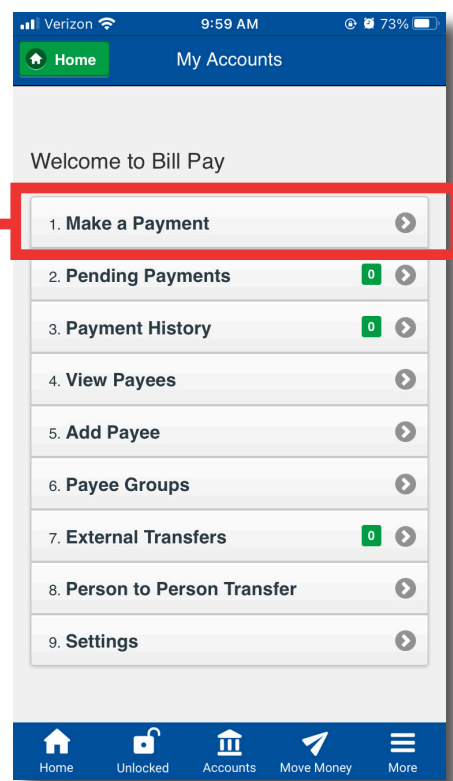 Verizon 9:59 AM 73%
Home My Accounts
Welcome to Bill Pay
1. Make a Payment
2. Pending Payments 0
3. Payment History 0
4. View Payees
5. Add Payee
6. Payee Groups
7. External Transfers 0
8. Person to Person Transfer
9. Settings
Home Unlocked Accounts Move Money More